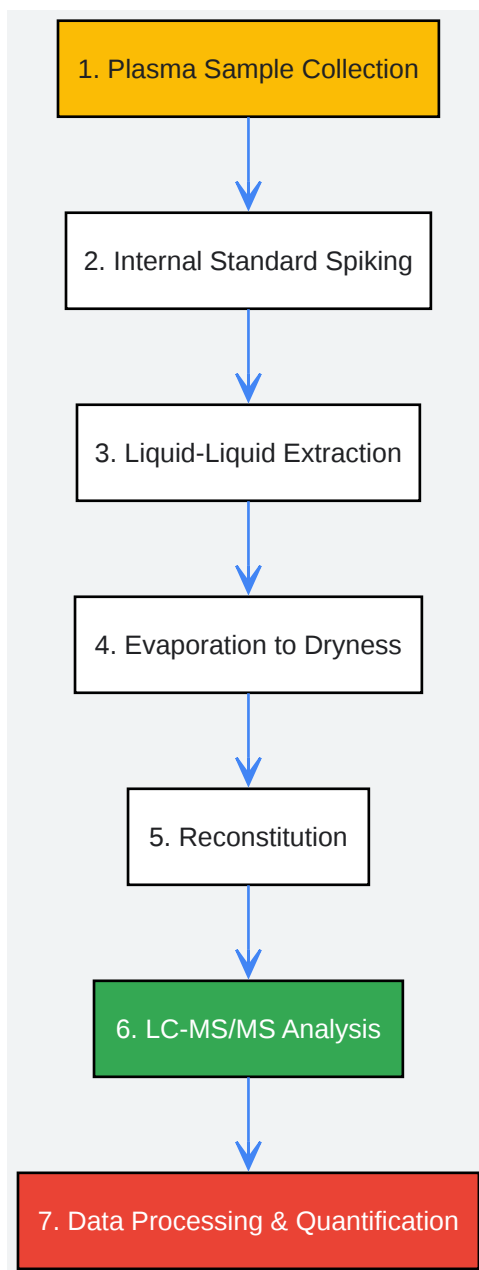 1. Plasma Sample Collection
2. Internal Standard Spiking
3. Liquid-Liquid Extraction
4. Evaporation to Dryness
5. Reconstitution
6. LC-MS/MS Analysis
7. Data Processing & Quantification